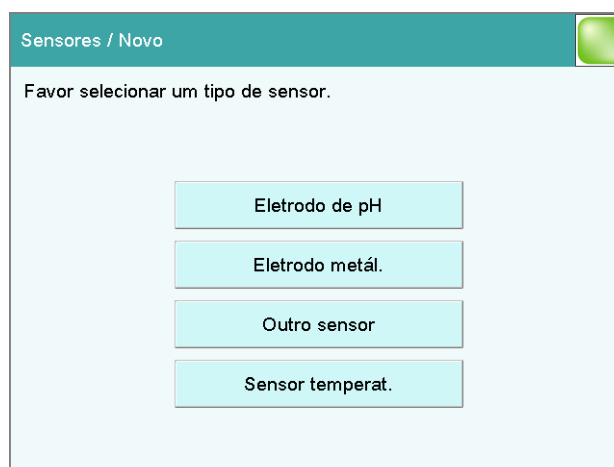 Sensores / Novo
Favor selecionar um tipo de sensor.
Eletrodo de pH
Eletrodo metál.
Outro sensor
Sensor temperat.